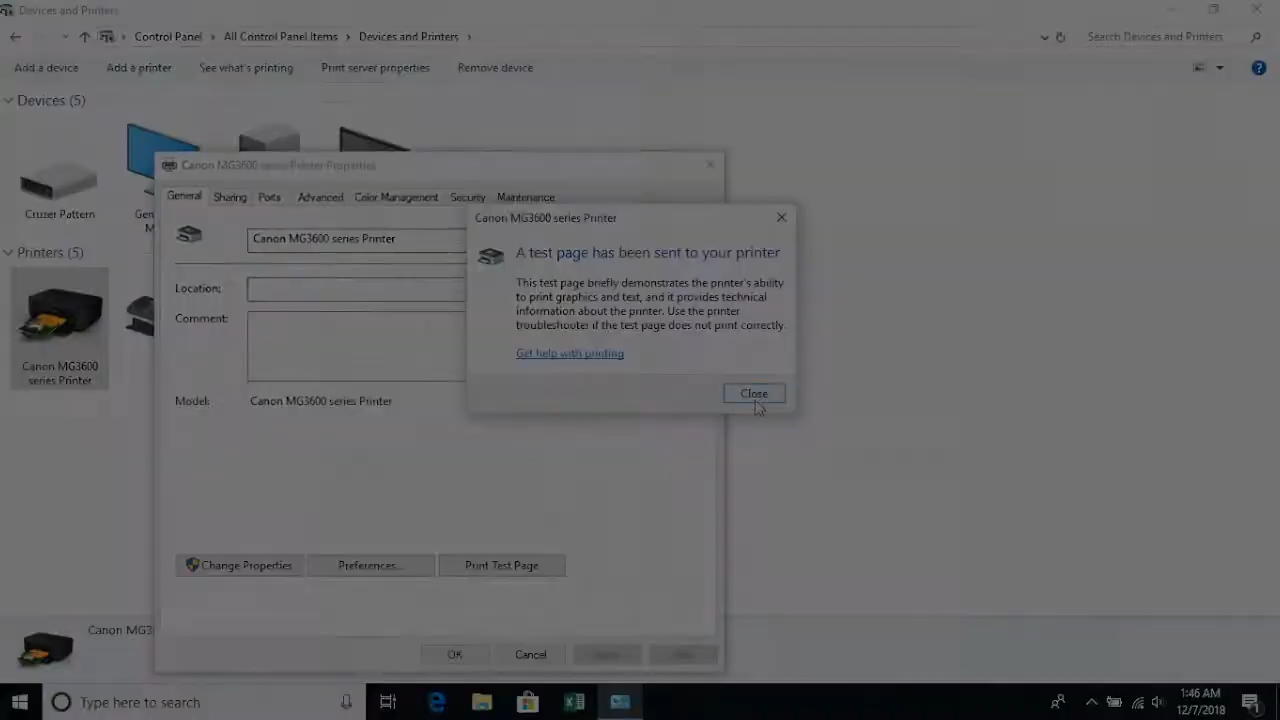 Devices and Printers
Control Panel
All Control Panel Items
Devices and Printers
Search Devices and Printers
Add a device
Add a printer
See what's printing
Print server properties
Remove device
Devices (5)
Cruzer Pattern
Gen
M
Printers (5)
Canon MG3600
series Printer
Canon MG3600 series Printer Properties
General
Sharing
Ports
Advanced
Color Management
Security
Maintenance
Canon MG3600 series Printer
Location:
Comment:
Model:
Canon MG3600 series Printer
Change Properties
Preferences...
Print Test Page
OK
Cancel
Canon MG3600 series Printer
A test page has been sent to your printer
This test page briefly demonstrates the printer's ability
to print graphics and text, and it provides technical
information about the printer. Use the printer
troubleshooter if the test page does not print correctly.
Get help with printing
Close
Canon MG3
Type here to search
1:46 AM
12/7/2018
1